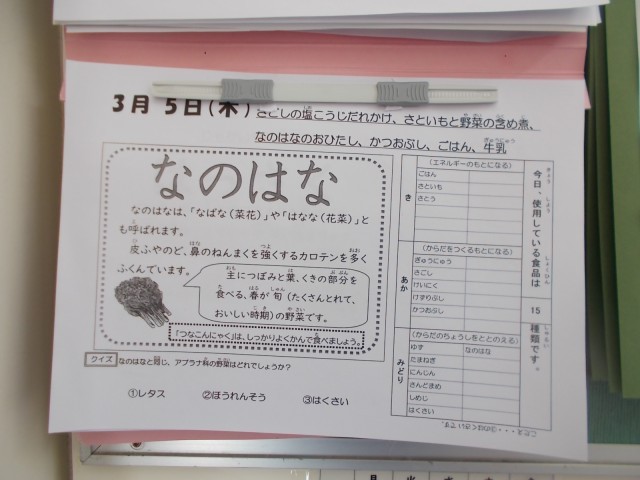 3月 5日(木) さごしの塩こうじだれかけ、さといもと野菜の含め煮、
なのはなのおひたし、かつおぶし、ごはん、牛乳
なのはな
なのはなは、「なばな(菜花)」や「はなな(花菜)」と
も呼ばれます。
皮ふやのど、鼻のねんまくを強くするカロテンを多く
ふくんでいます。
主につぼみと葉、くきの部分を
食べる、春が旬(たくさんとれて、
おいしい時期)の野菜です。
「つなこんにゃく」は、しっかりよくかんで食べましょう。
クイズ なのはなと同じ、アブラナ科の野菜はどれでしょうか?
①レタス ②ほうれんそう ③はくさい
今日、使用している食品は
15
種類です。
き
(エネルギーのもとになる)
ごはん
さといも
さとう
あか
(からだをつくるもとになる)
ぎゅうにゅう
さごし
けいにく
けずりぶし
かつおぶし
みどり
(からだのちょうしをととのえる)
ゆず なのはな
たまねぎ
にんじん
さんどまめ
しめじ
はくさい
こたえ・・・③のはくさいです。